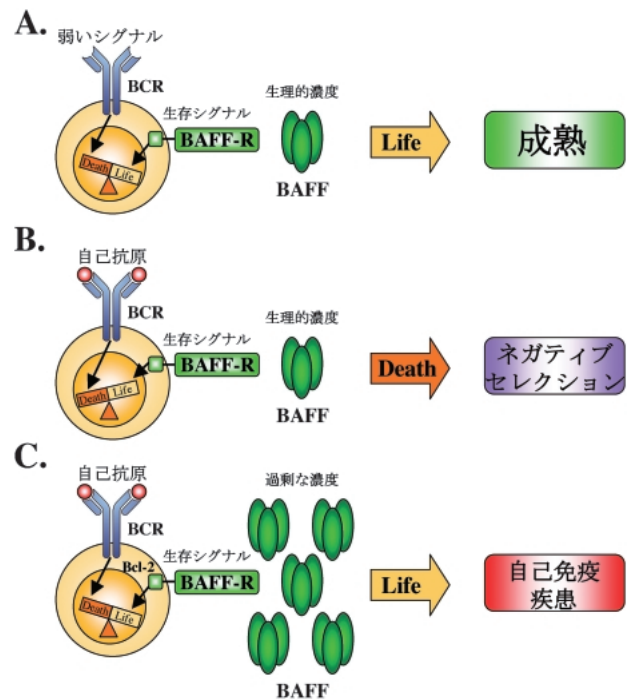 A.
弱いシグナル
BCR
生存シグナル
BAFF-R
生理的濃度
BAFF
Death
Life
Life
成熟
B.
自己抗原
BCR
生存シグナル
BAFF-R
生理的濃度
BAFF
Death
Life
Death
ネガティブ
セレクション
C.
自己抗原
BCR
Bcl-2
生存シグナル
BAFF-R
過剰な濃度
BAFF
Death
Life
Life
自己免疫
疾患